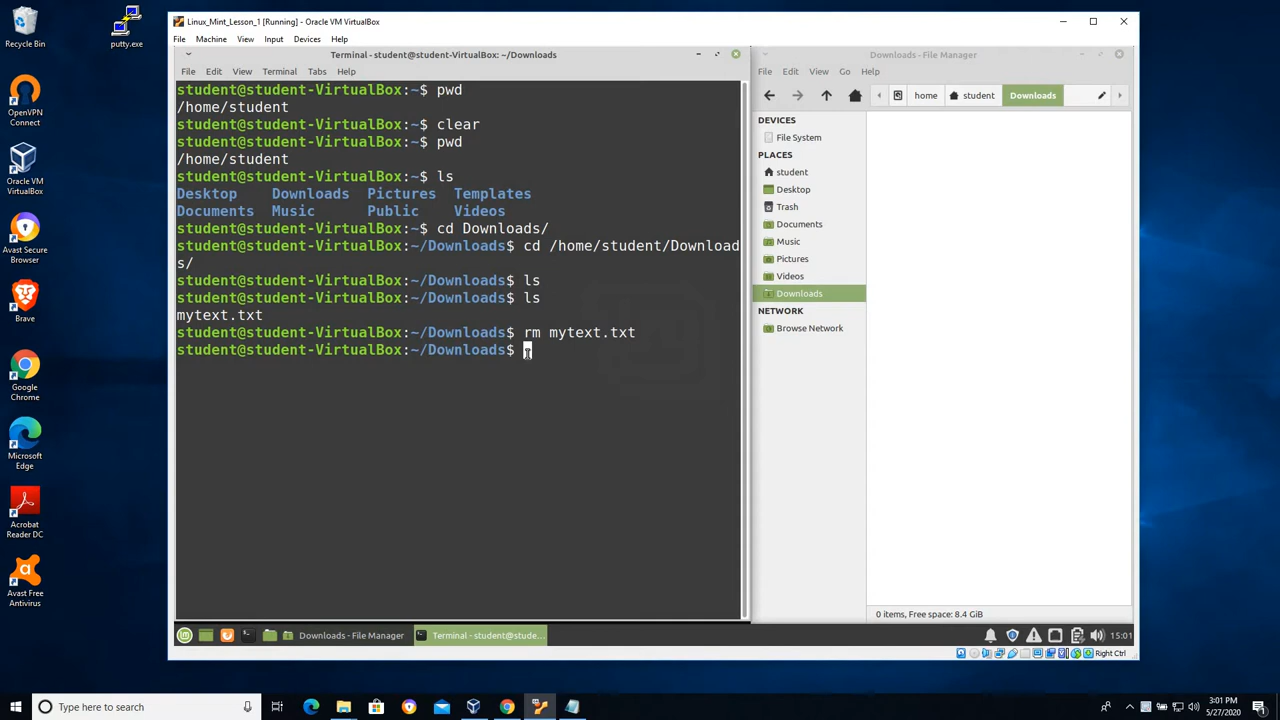 Linux_Mint_Lesson_1 [Running] - Oracle VM VirtualBox
File Machine View Input Devices Help
Recycle Bin
putty.exe
OpenVPN Connect
Oracle VM VirtualBox
Avast Secure Browser
Brave
Google Chrome
Microsoft Edge
Acrobat Reader DC
Avast Free Antivirus
Terminal - student@student-VirtualBox: ~/Downloads
File Edit View Terminal Tabs Help
student@student-VirtualBox:~$ pwd
/home/student
student@student-VirtualBox:~$ clear
student@student-VirtualBox:~$ pwd
/home/student
student@student-VirtualBox:~$ ls
Desktop Downloads Pictures Templates
Documents Music Public Videos
student@student-VirtualBox:~$ cd Downloads/
student@student-VirtualBox:~/Downloads$ cd /home/student/Download
s/
student@student-VirtualBox:~/Downloads$ ls
student@student-VirtualBox:~/Downloads$ ls
mytext.txt
student@student-VirtualBox:~/Downloads$ rm mytext.txt
student@student-VirtualBox:~/Downloads$
Downloads - File Manager
File Edit View Go Help
home student Downloads
DEVICES
File System
PLACES
student
Desktop
Trash
Documents
Music
Pictures
Videos
Downloads
NETWORK
Browse Network
0 items, Free space: 8.4 GiB
Downloads - File Manager
Terminal - student@stude...
15:01
Right Ctrl
Type here to search
3:01 PM
5/27/2020